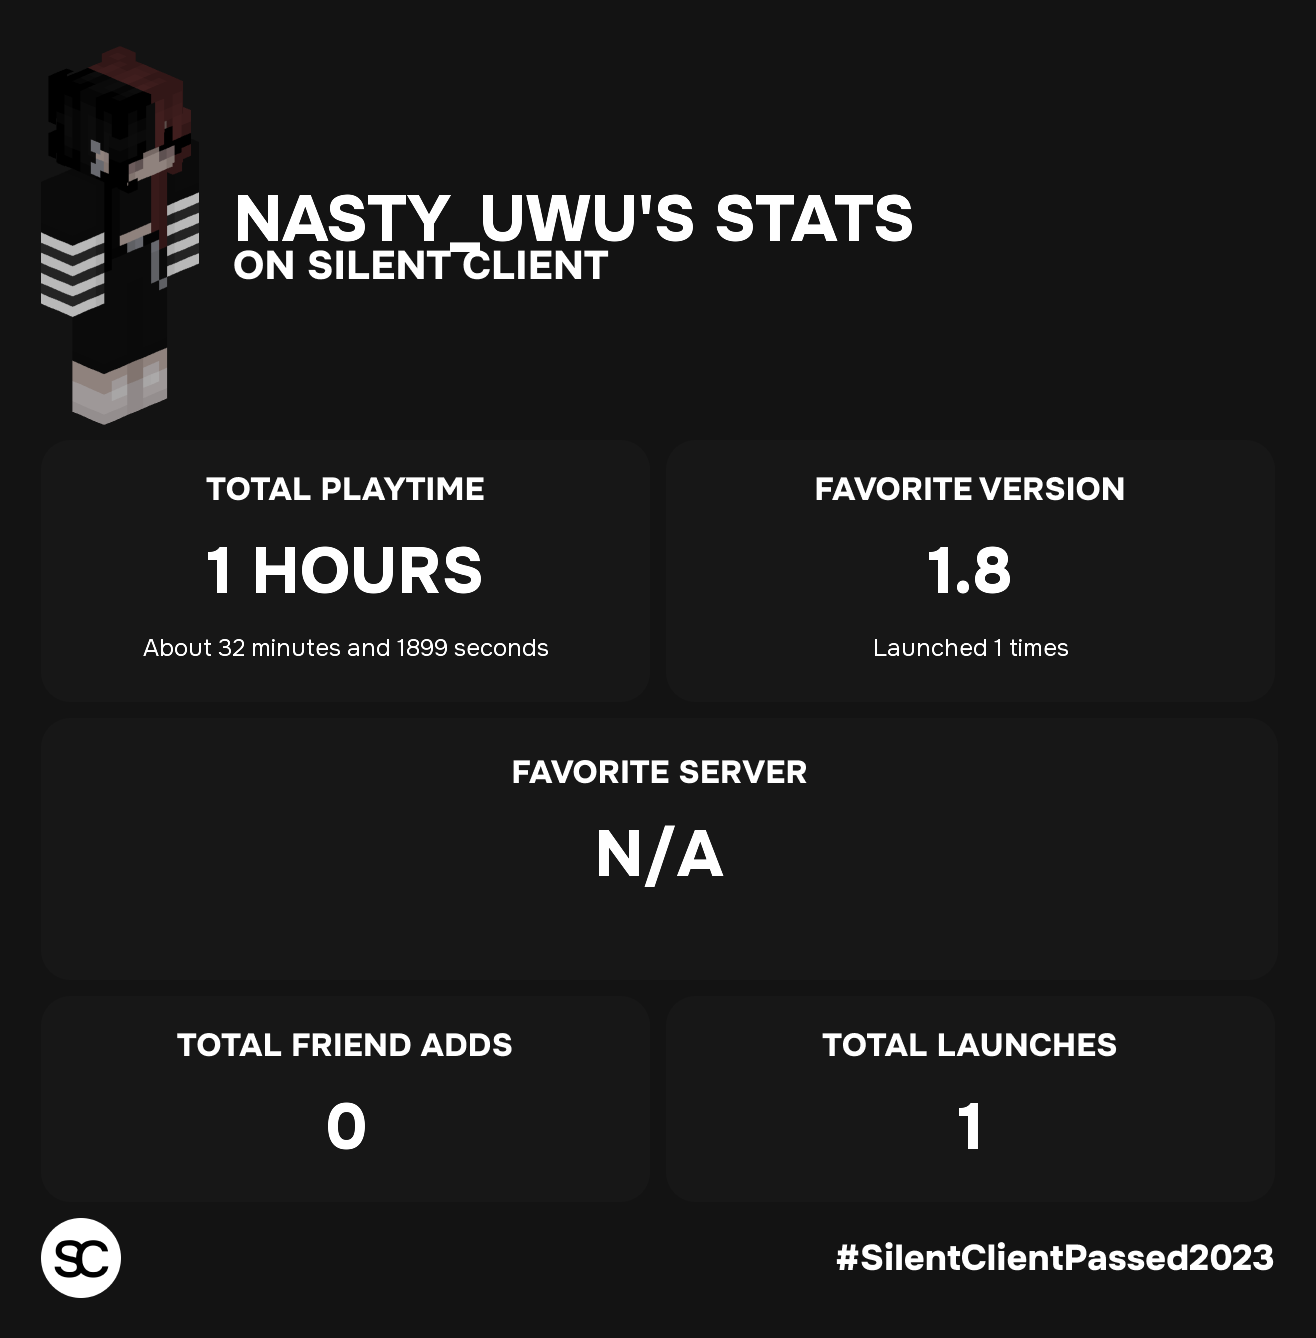 NASTY_UWU'S STATS
ON SILENT CLIENT
TOTAL PLAYTIME
1 HOURS
About 32 minutes and 1899 seconds
FAVORITE VERSION
1.8
Launched 1 times
FAVORITE SERVER
N/A
TOTAL FRIEND ADDS
0
TOTAL LAUNCHES
1
SC
#SilentClientPassed2023